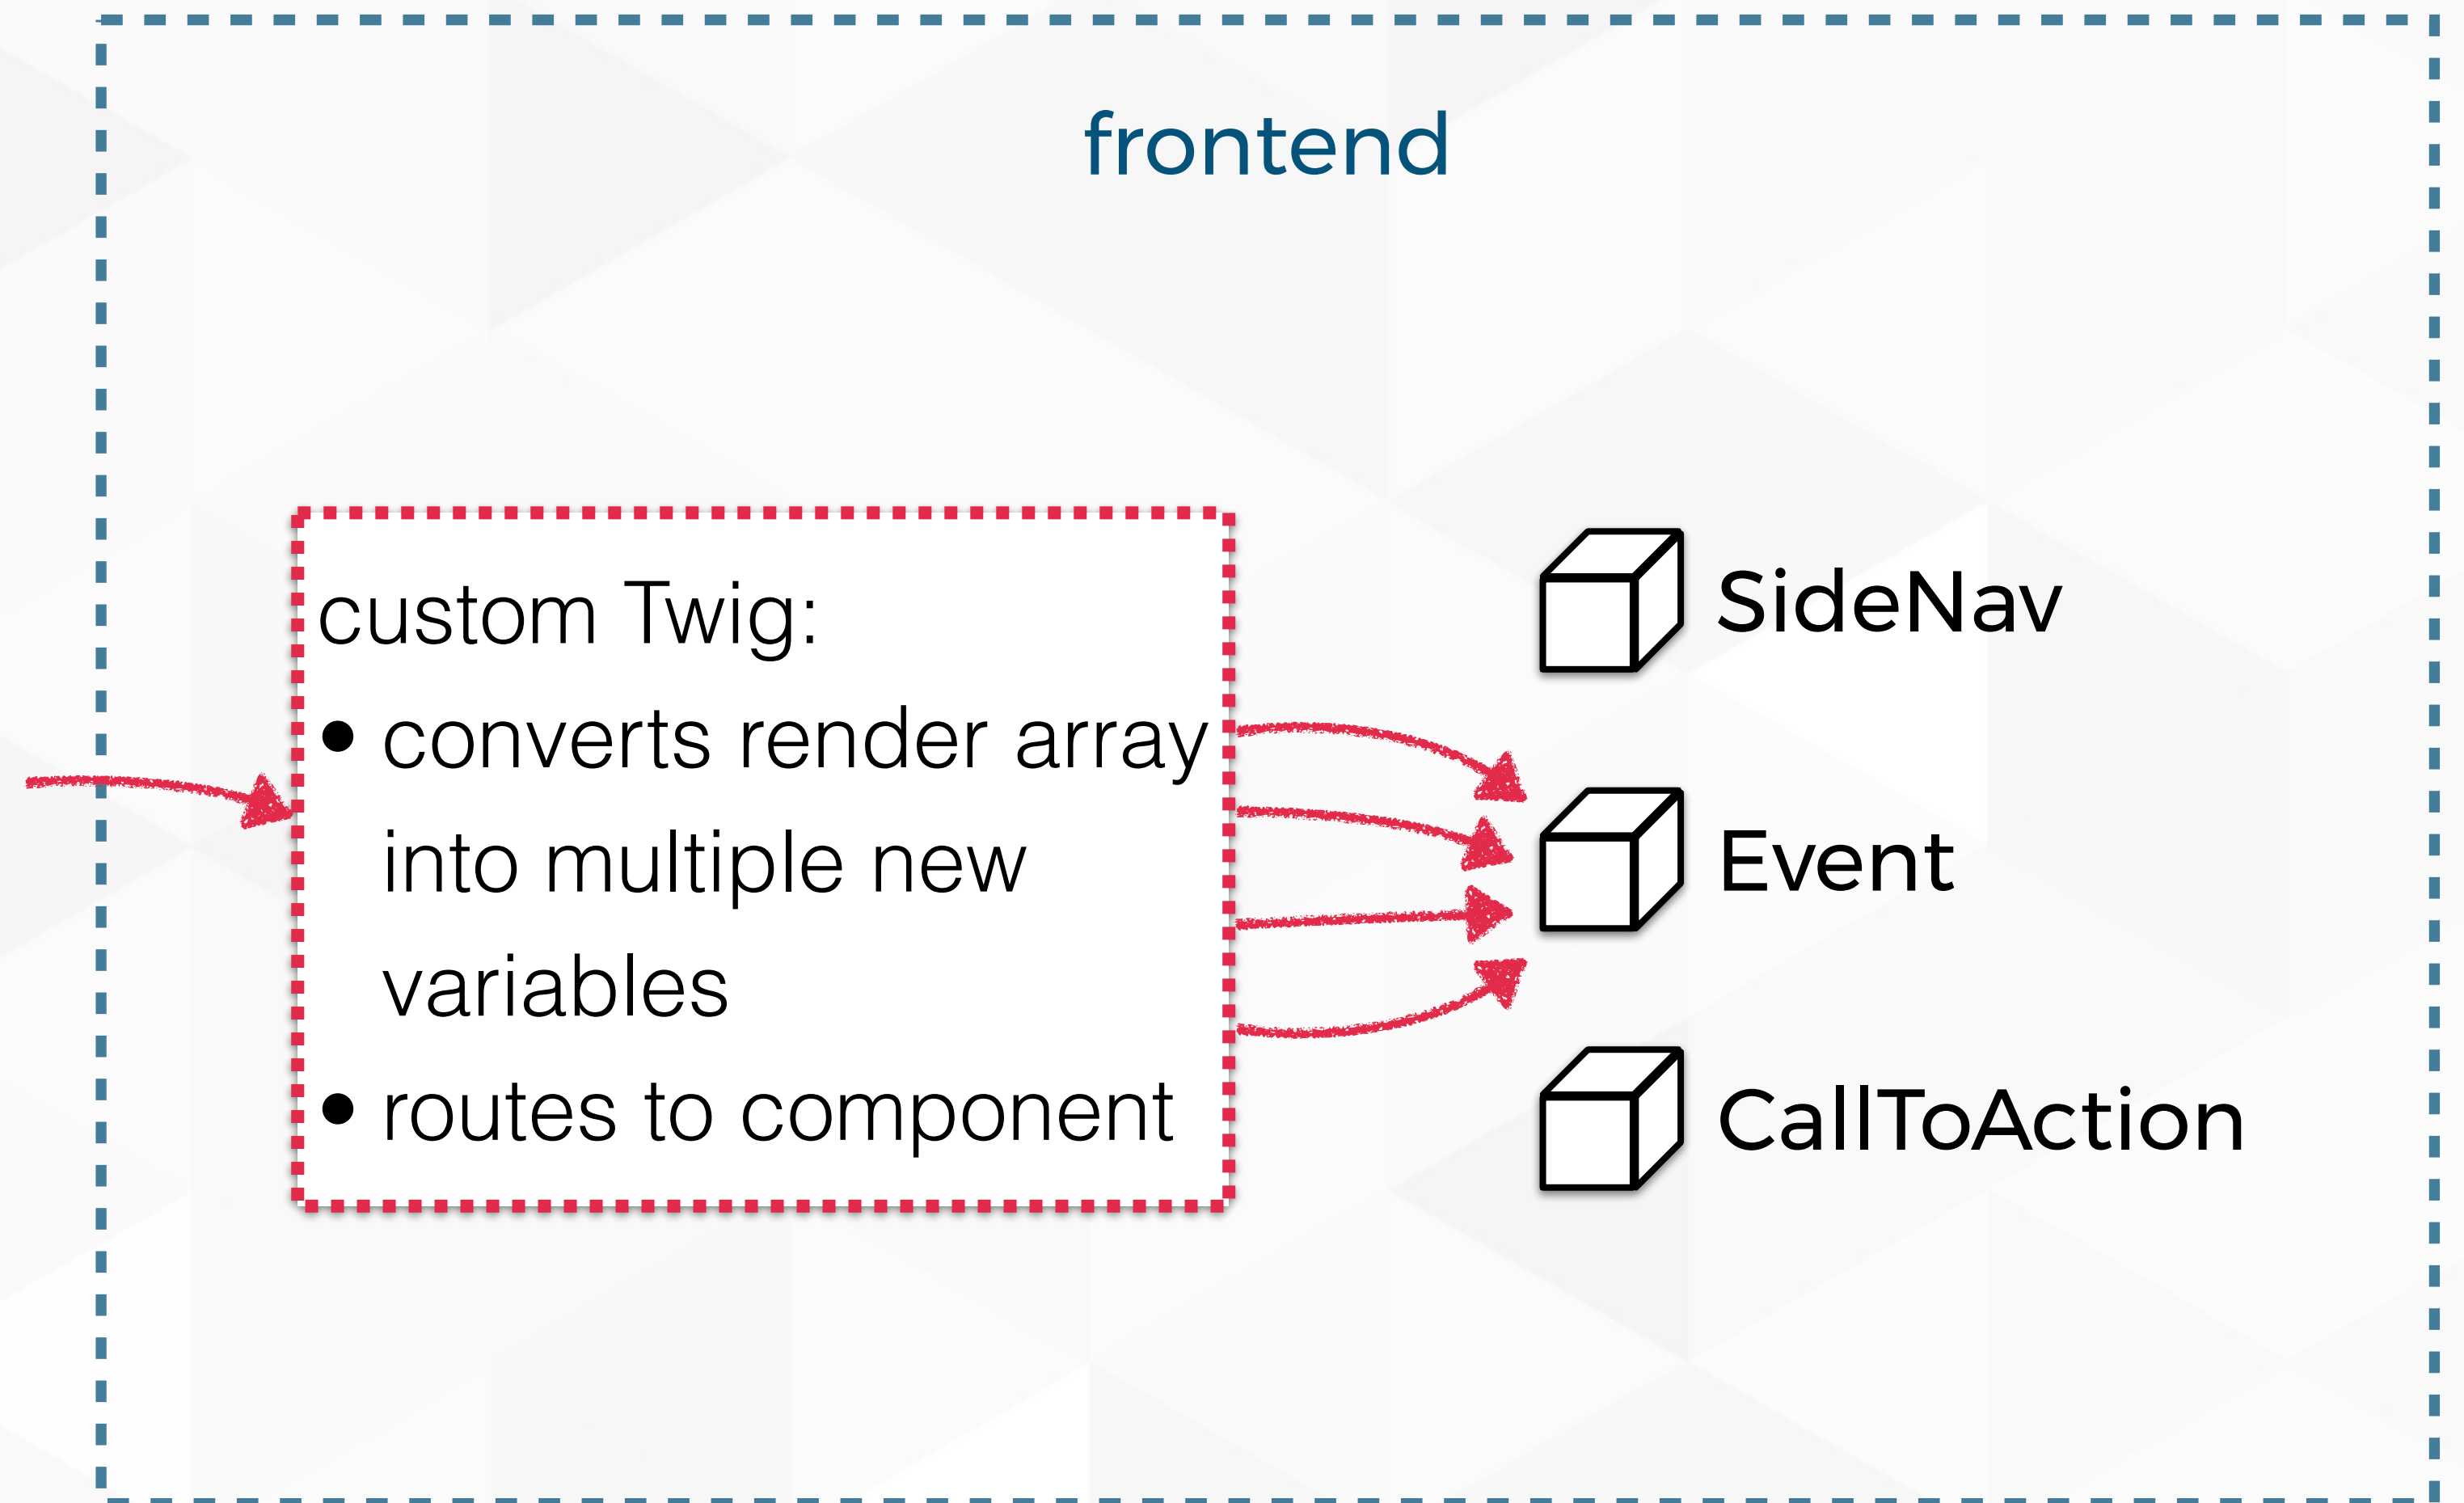 frontend
custom Twig:
• converts render array
into multiple new
variables
• routes to component
SideNav
Event
CallToAction